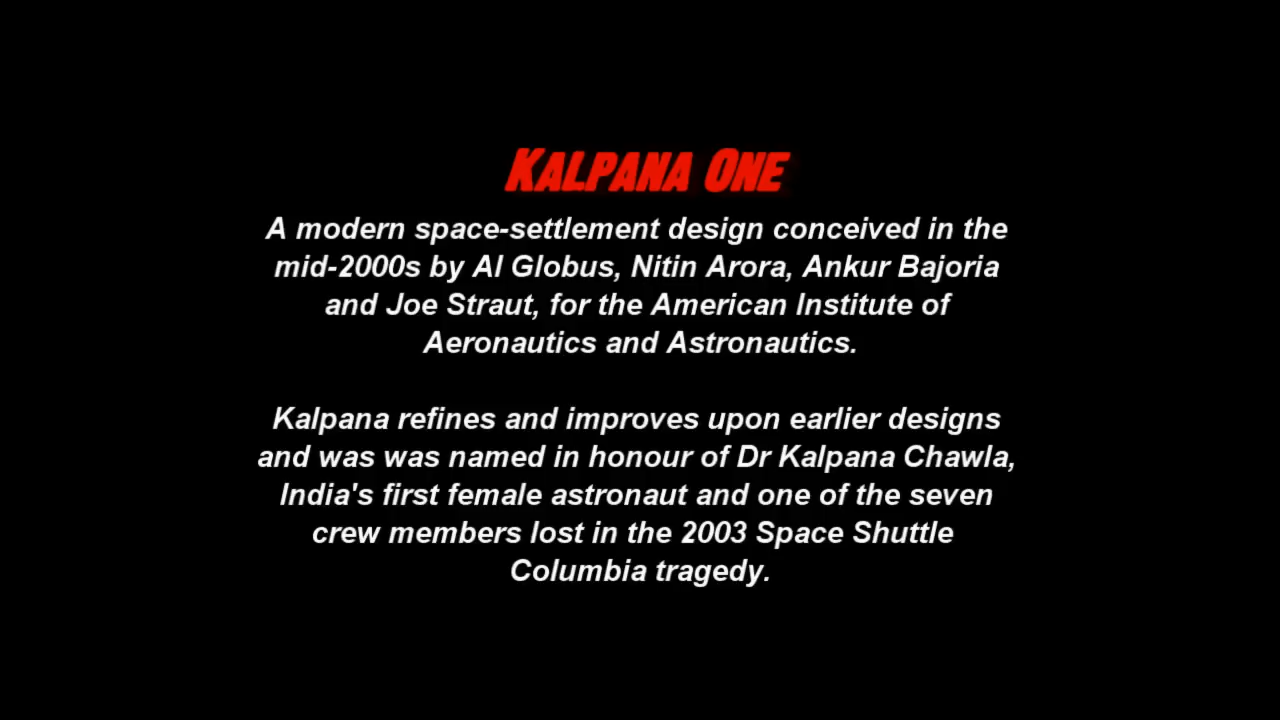 KALPANA ONE
A modern space-settlement design conceived in the
mid-2000s by Al Globus, Nitin Arora, Ankur Bajoria
and Joe Straut, for the American Institute of
Aeronautics and Astronautics.
Kalpana refines and improves upon earlier designs
and was was named in honour of Dr Kalpana Chawla,
India's first female astronaut and one of the seven
crew members lost in the 2003 Space Shuttle
Columbia tragedy.